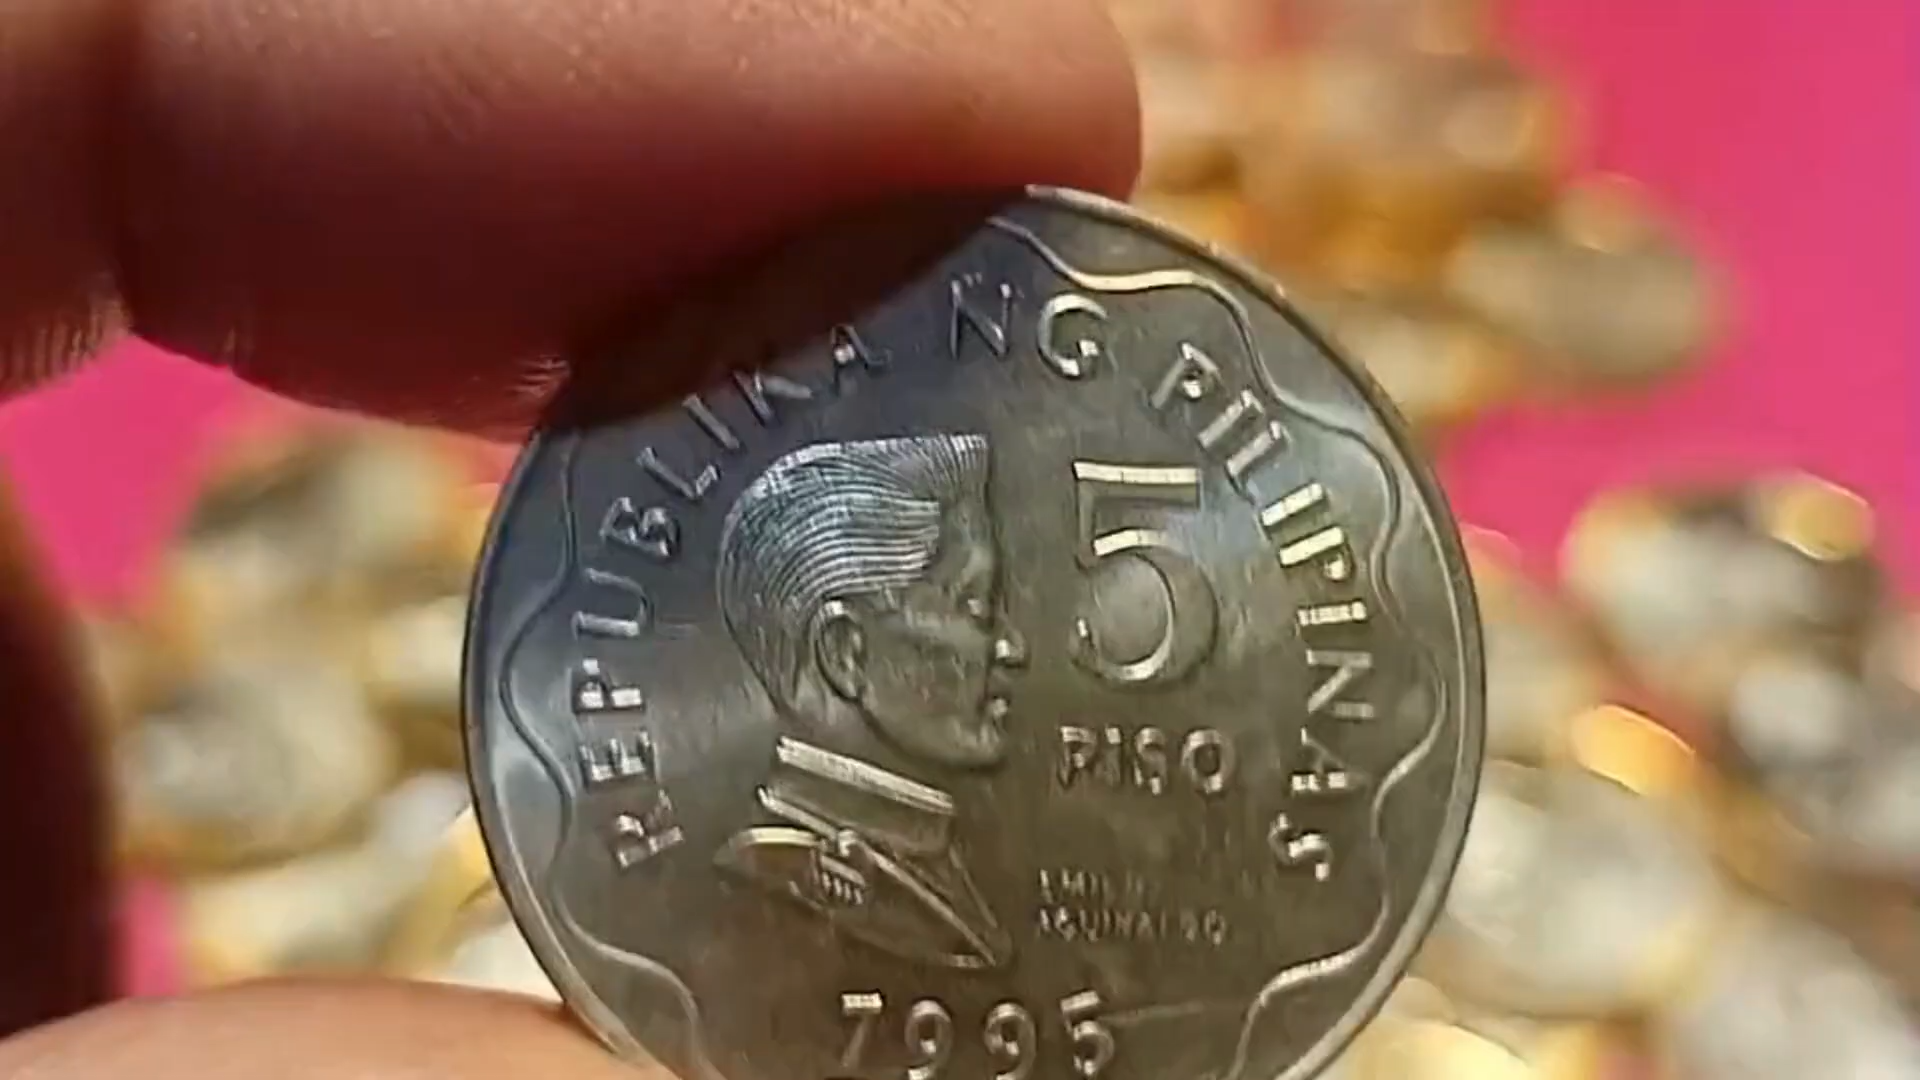 REPUBLIKA NG PILIPINAS
5
PISO
EMILIO
AGUINALDO
1995